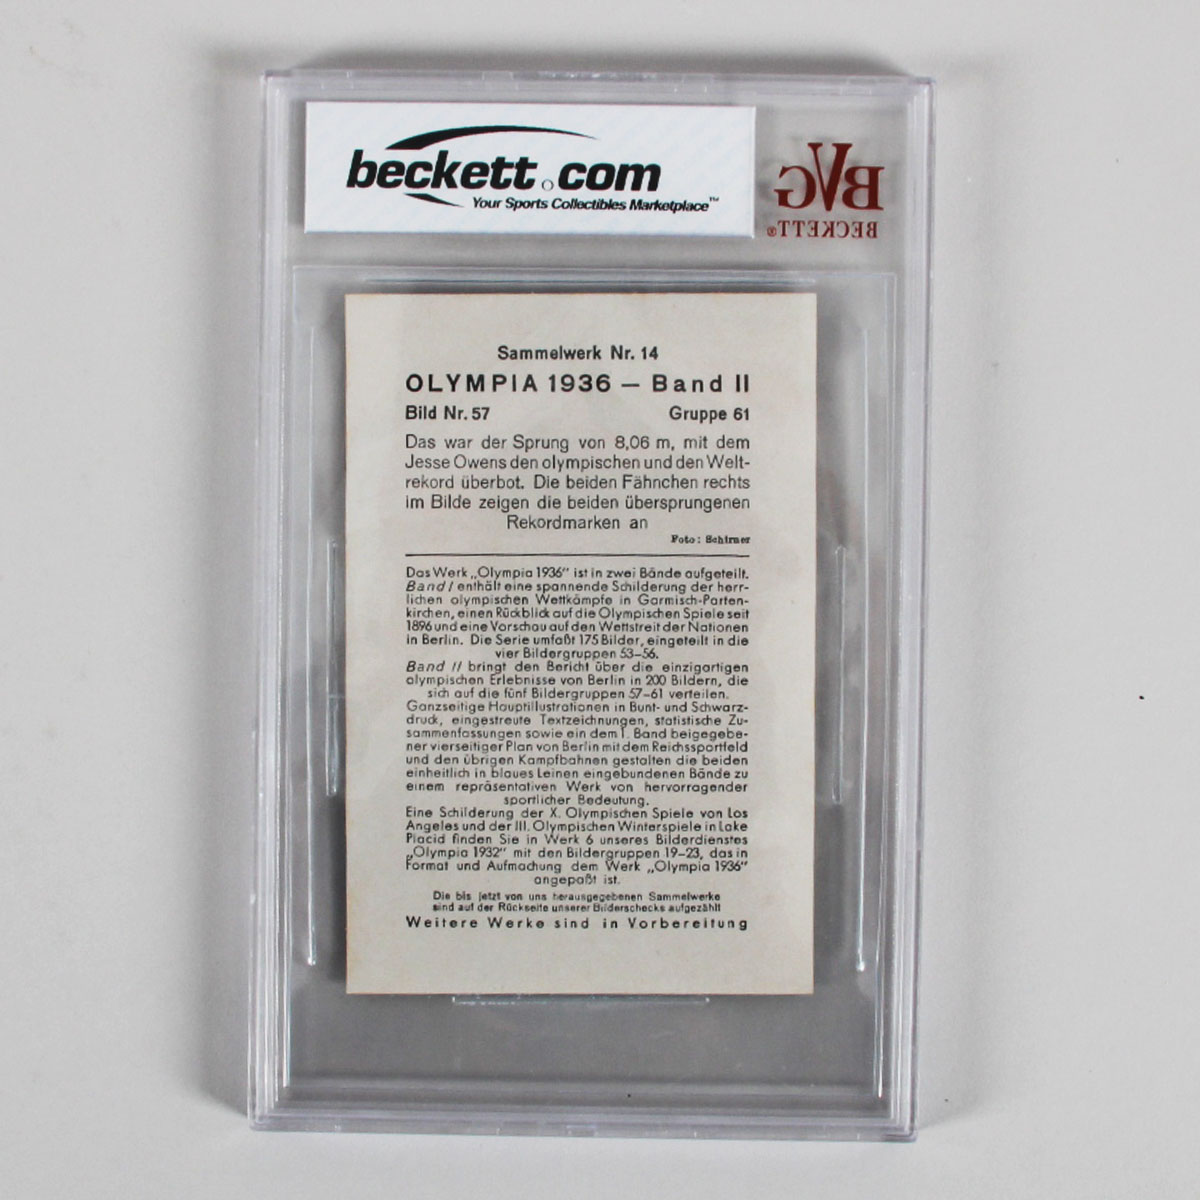 beckett.com
Your Sports Collectibles Marketplace™
BVG
BECKETT®
Sammelwerk Nr. 14
OLYMPIA 1936 — Band II
Bild Nr. 57 Gruppe 61
Das war der Sprung von 8,06 m, mit dem
Jesse Owens den olympischen und den Welt-
rekord überbot. Die beiden Fähnchen rechts
im Bilde zeigen die beiden übersprungenen
Rekordmarken an
Foto: Schirner
Das Werk „Olympia 1936“ ist in zwei Bände aufgeteilt.
Band I enthält eine spannende Schilderung der herr-
lichen olympischen Wettkämpfe in Garmisch-Parten-
kirchen, einen Rückblick auf die Olympischen Spiele seit
1896 und eine Vorschau auf den Wettstreit der Nationen
in Berlin. Die Serie umfaßt 175 Bilder, eingeteilt in die
vier Bildergruppen 53–56.
Band II bringt den Bericht über die einzigartigen
olympischen Erlebnisse von Berlin in 200 Bildern, die
sich auf die fünf Bildergruppen 57–61 verteilen.
Ganzseitige Hauptillustrationen in Bunt- und Schwarz-
druck, eingestreute Textzeichnungen, statistische Zu-
sammenfassungen sowie ein dem I. Band beigegebe-
ner vierseitiger Plan von Berlin mit dem Reichssportfeld
und den übrigen Kampfbahnen gestalten die beiden
einheitlich in blaues Leinen eingebundenen Bände zu
einem repräsentativen Werk von hervorragender
sportlicher Bedeutung.
Eine Schilderung der X. Olympischen Spiele von Los
Angeles und der III. Olympischen Winterspiele in Lake
Placid finden Sie in Werk 6 unseres Bilderdienstes
„Olympia 1932“ mit den Bildergruppen 19–23, das in
Format und Aufmachung dem Werk „Olympia 1936“
angepaßt ist.
Die bis jetzt von uns herausgegebenen Sammelwerke
sind auf der Rückseite unserer Bilderschecks aufgezählt
Weitere Werke sind in Vorbereitung